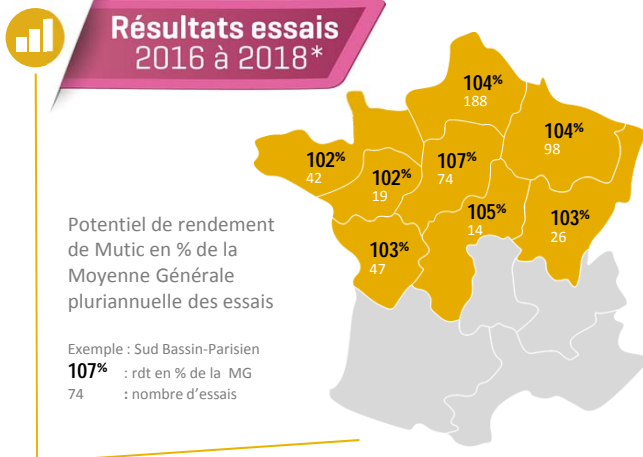 Résultats essais
2016 à 2018*
104%
188
104%
98
102%
42
102%
19
107%
74
105%
14
103%
26
103%
47
Potentiel de rendement
de Mutic en % de la
Moyenne Générale
pluriannuelle des essais
Exemple : Sud Bassin-Parisien
107% : rdt en % de la MG
74 : nombre d'essais